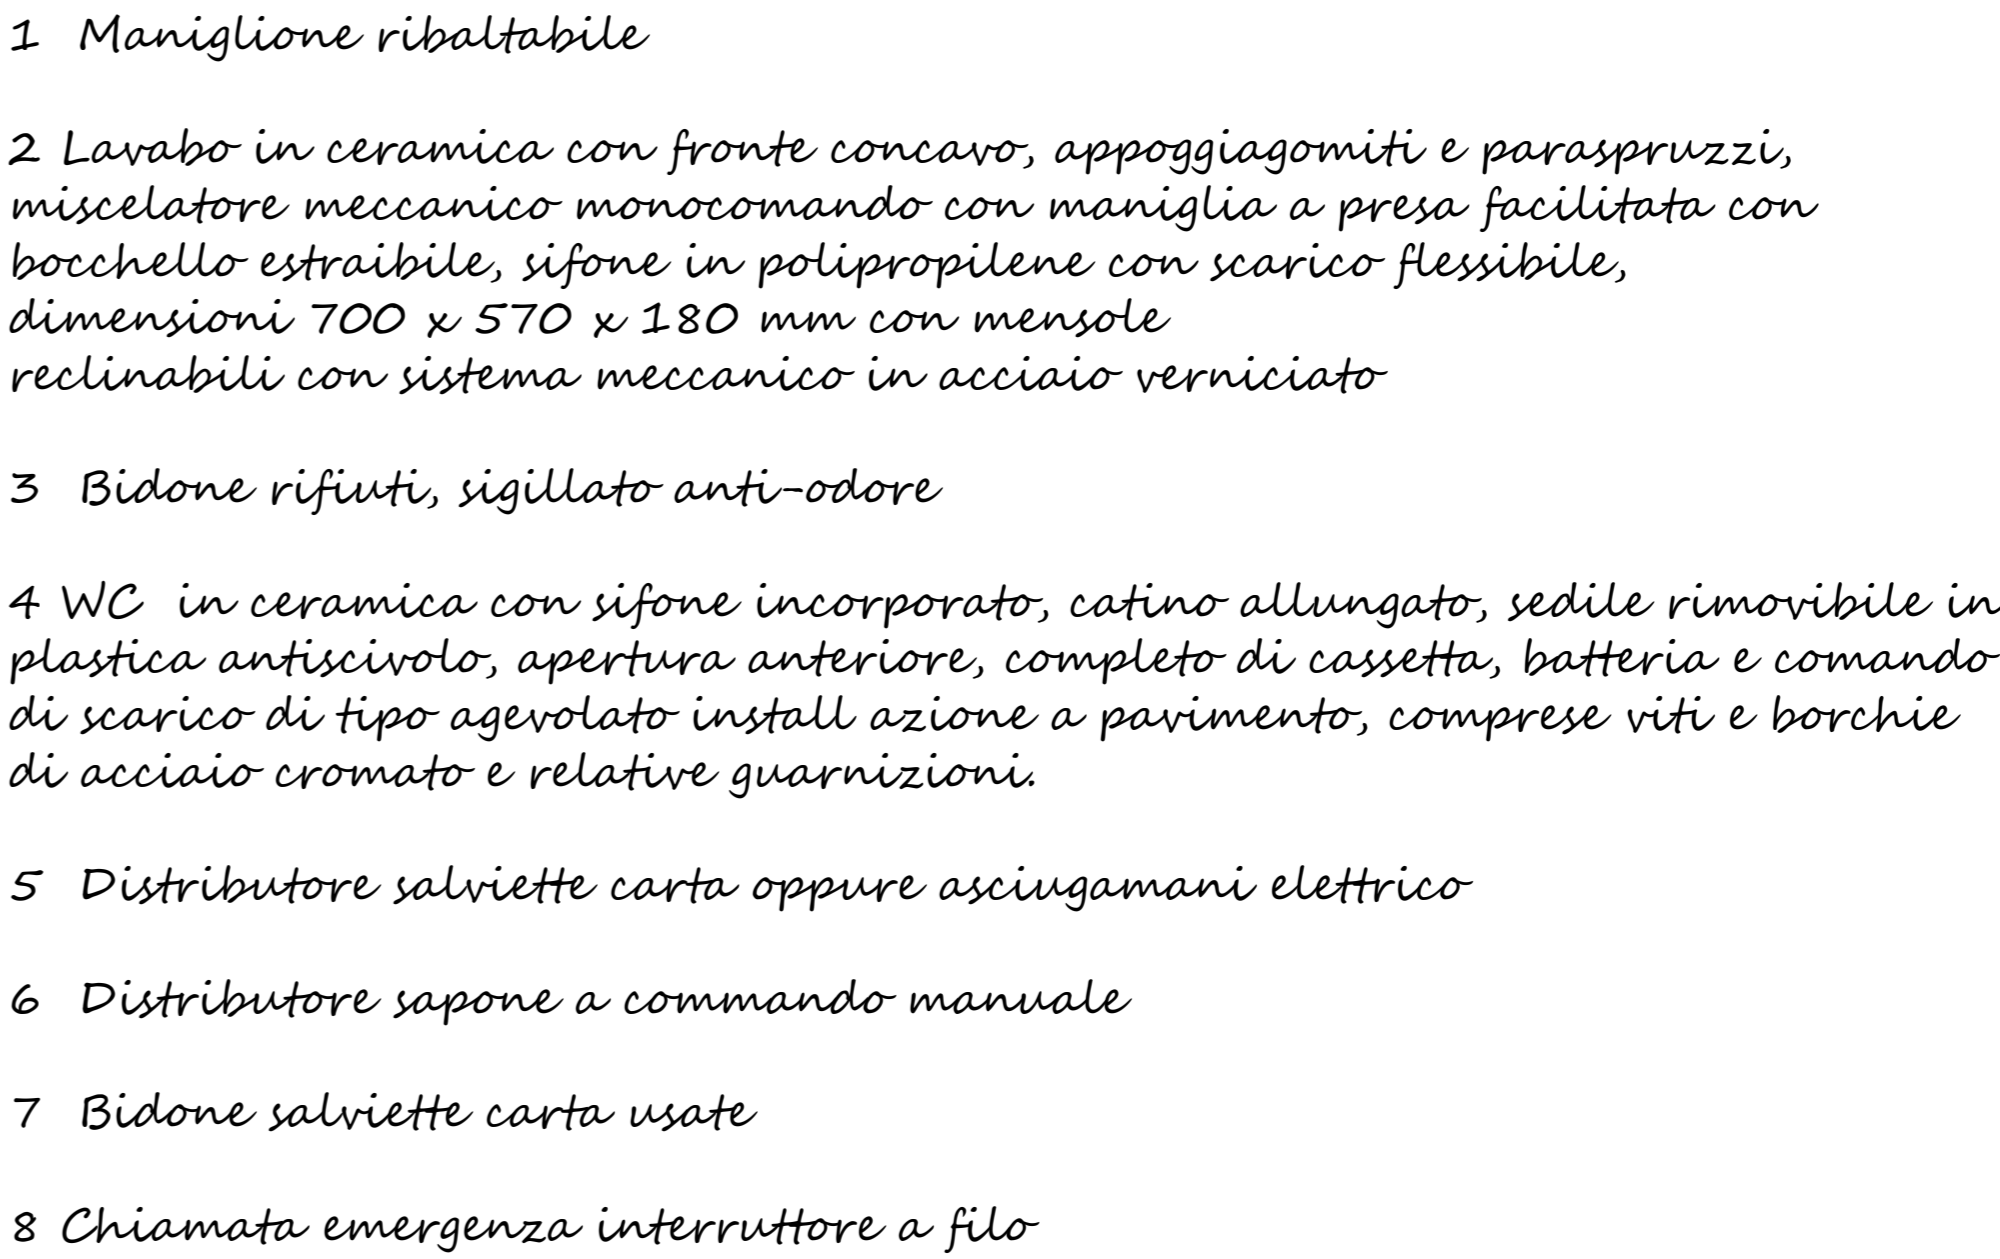 1 Maniglione ribaltabile
2 Lavabo in ceramica con fronte concavo, appoggiagomiti e paraspruzzi,
miscelatore meccanico monocomando con maniglia a presa facilitata con
bocchello estraibile, sifone in polipropilene con scarico flessibile,
dimensioni 700 x 570 x 180 mm con mensole
reclinabili con sistema meccanico in acciaio verniciato
3 Bidone rifiuti, sigillato anti-odore
4 WC in ceramica con sifone incorporato, catino allungato, sedile rimovibile in
plastica antiscivolo, apertura anteriore, completo di cassetta, batteria e comando
di scarico di tipo agevolato install azione a pavimento, comprese viti e borchie
di acciaio cromato e relative guarnizioni.
5 Distributore salviette carta oppure asciugamani elettrico
6 Distributore sapone a commando manuale
7 Bidone salviette carta usate
8 Chiamata emergenza interruttore a filo